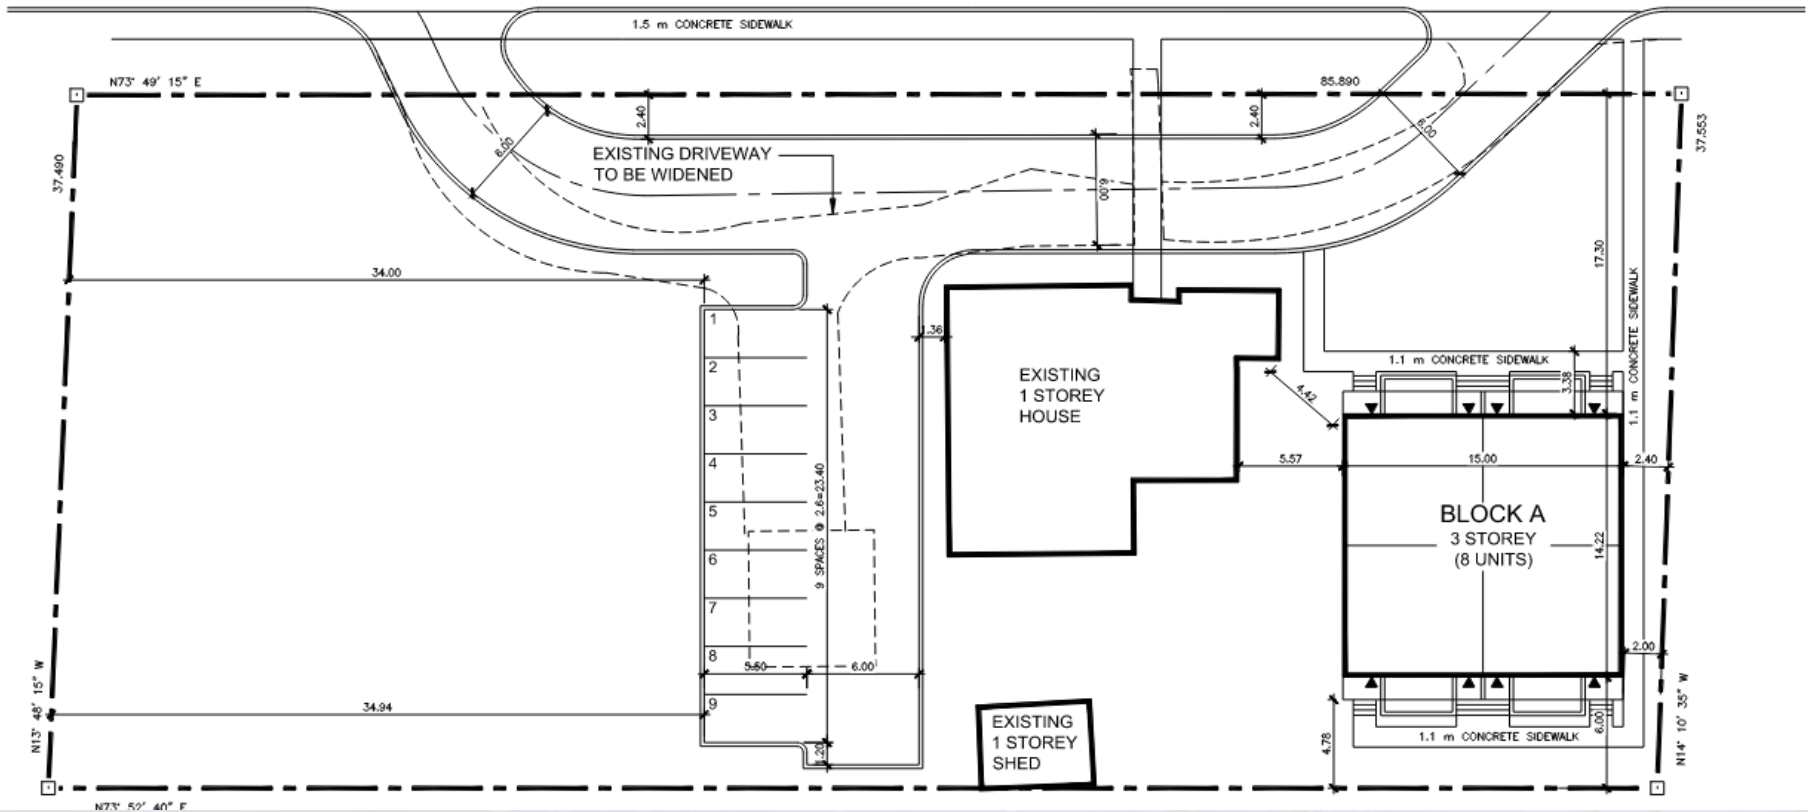 1.5 m CONCRETE SIDEWALK
N73° 49' 15" E
85.890
2.40
2.40
37.490
37.553
6.00
6.00
EXISTING DRIVEWAY
TO BE WIDENED
6.00
17.30
34.00
1.36
1
2
3
4
5
6
7
8
9
9 SPACES @ 2.6=23.40
EXISTING
1 STOREY
HOUSE
4.42
1.1 m CONCRETE SIDEWALK
3.38
1.1 m CONCRETE SIDEWALK
5.57
15.00
2.40
BLOCK A
3 STOREY
(8 UNITS)
14.22
2.00
5.50
6.00
34.94
1.20
N13° 48' 15" W
EXISTING
1 STOREY
SHED
4.78
6.00
1.1 m CONCRETE SIDEWALK
N14° 10' 35" W
N73° 52' 40" E